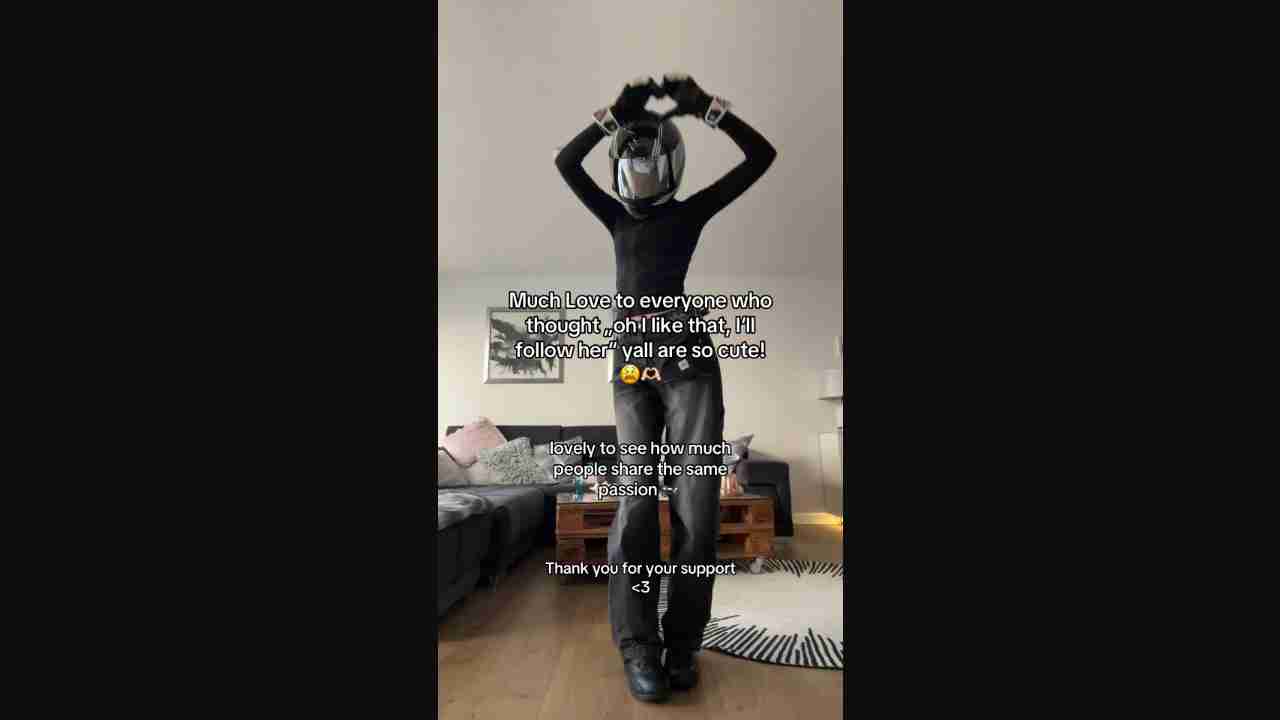 Much Love to everyone who
thought „oh I like that, I'll
follow her“ yall are so cute!
😫🫶🏻
lovely to see how much
people share the same
passion ~~
Thank you for your support
<3